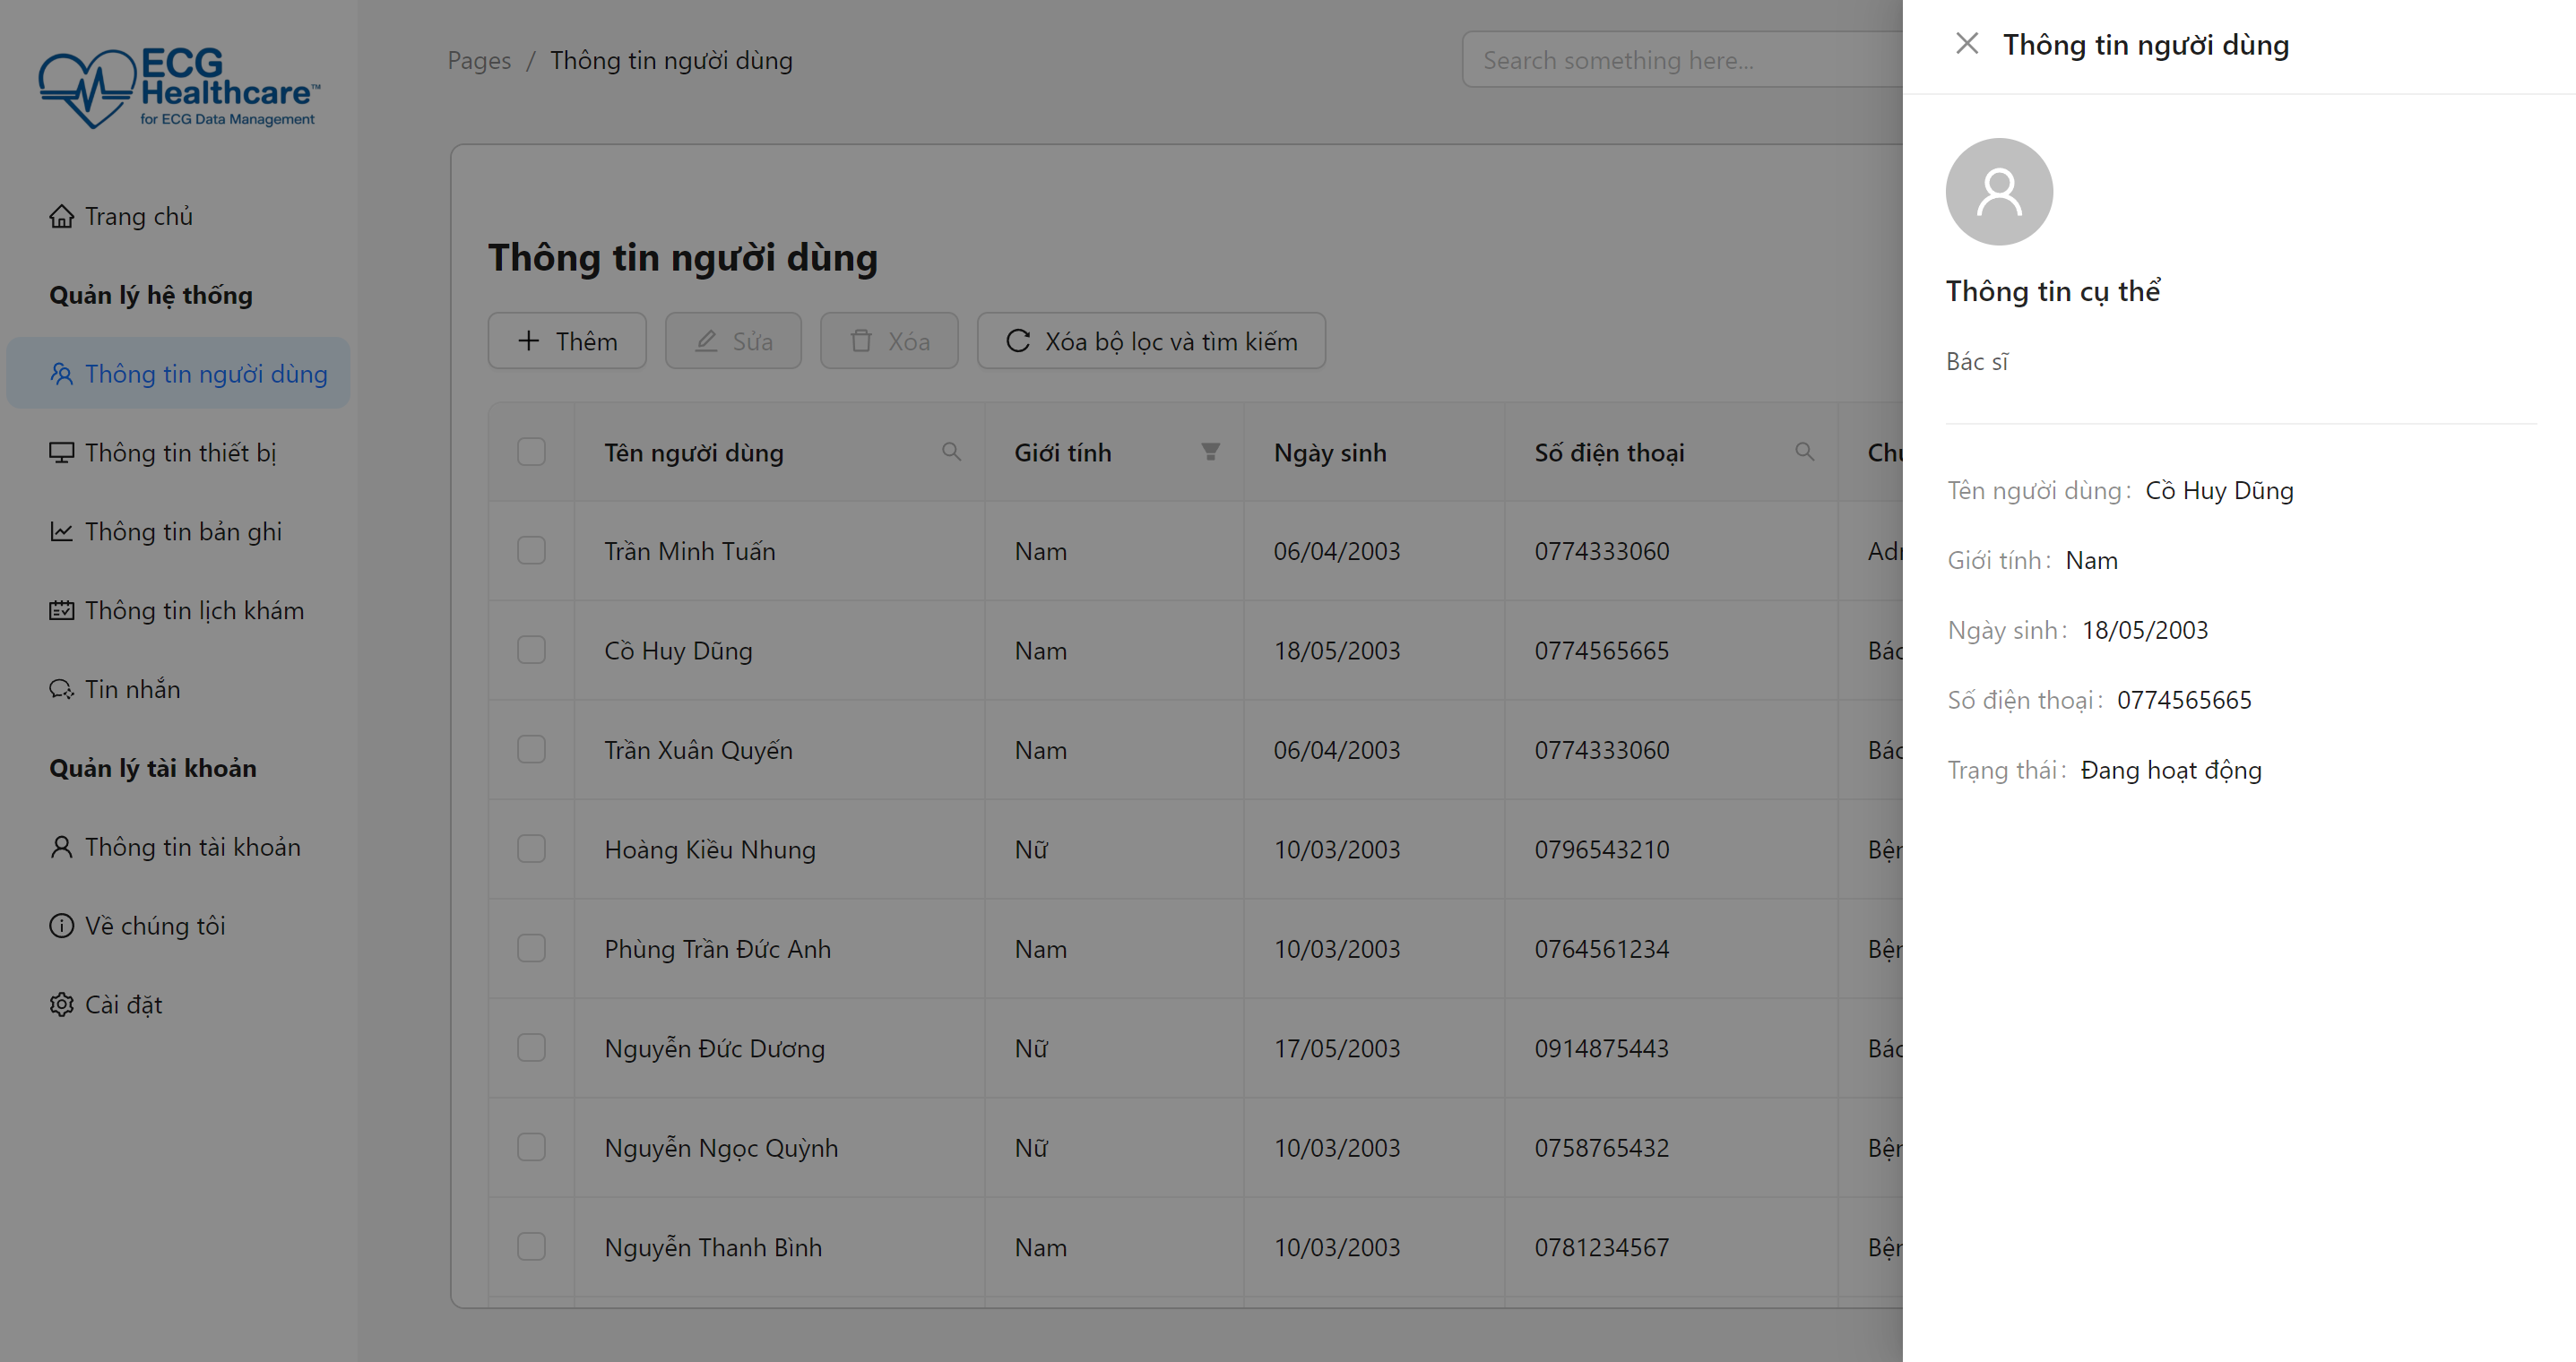 ECG
Healthcare™
for ECG Data Management
Trang chủ
Quản lý hệ thống
Thông tin người dùng
Thông tin thiết bị
Thông tin bản ghi
Thông tin lịch khám
Tin nhắn
Quản lý tài khoản
Thông tin tài khoản
Về chúng tôi
Cài đặt
Pages / Thông tin người dùng
Search something here...
Thông tin người dùng
Thêm Sửa Xóa Xóa bộ lọc và tìm kiếm
Tên người dùng Giới tính Ngày sinh Số điện thoại
Trần Minh Tuấn Nam 06/04/2003 0774333060
Cồ Huy Dũng Nam 18/05/2003 0774565665
Trần Xuân Quyến Nam 06/04/2003 0774333060
Hoàng Kiều Nhung Nữ 10/03/2003 0796543210
Phùng Trần Đức Anh Nam 10/03/2003 0764561234
Nguyễn Đức Dương Nữ 17/05/2003 0914875443
Nguyễn Ngọc Quỳnh Nữ 10/03/2003 0758765432
Nguyễn Thanh Bình Nam 10/03/2003 0781234567
Thông tin người dùng
Thông tin cụ thể
Bác sĩ
Tên người dùng: Cồ Huy Dũng
Giới tính: Nam
Ngày sinh: 18/05/2003
Số điện thoại: 0774565665
Trạng thái: Đang hoạt động